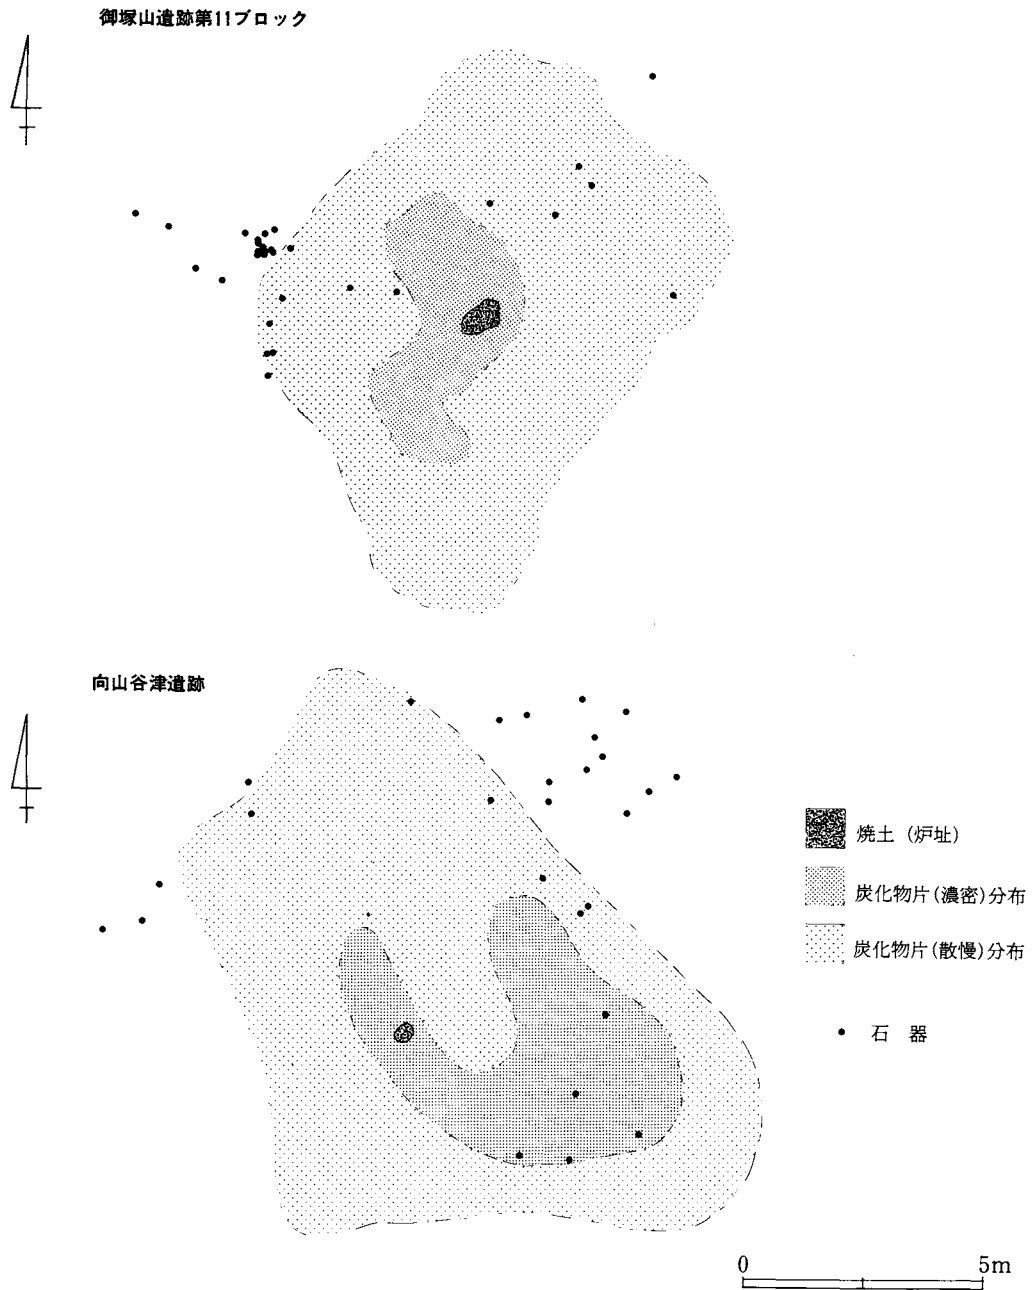 御塚山遺跡第11ブロック
向山谷津遺跡
焼土（炉址）
炭化物片(濃密)分布
炭化物片(散慢)分布
石 器
0 5m